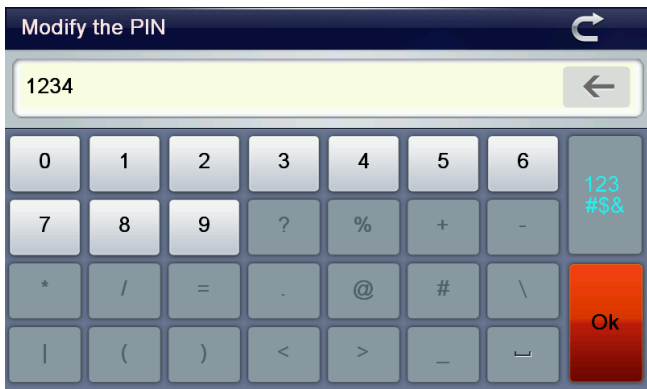 Modify the PIN
1234
0 1 2 3 4 5 6
123
#$&
7 8 9 ? % + -
* / = . @ # \
Ok
| ( ) < > _ ⎵